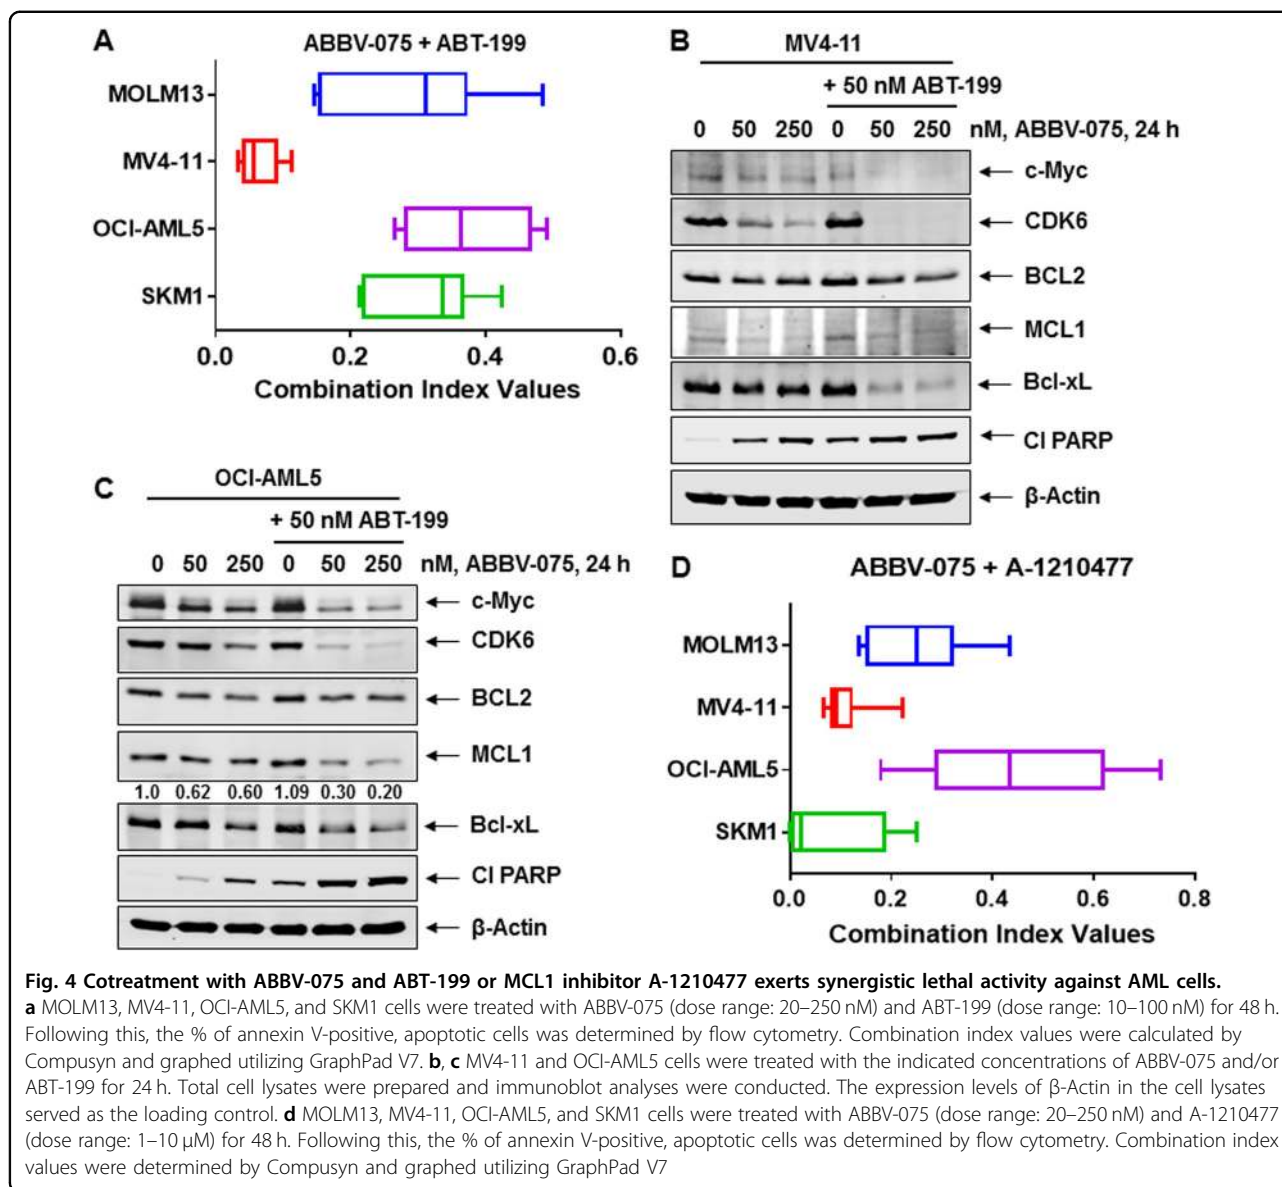 A
ABBV-075 + ABT-199
MOLM13
MV4-11
OCI-AML5
SKM1
0.0 0.2 0.4 0.6
Combination Index Values
B
MV4-11
+ 50 nM ABT-199
0 50 250 0 50 250 nM, ABBV-075, 24 h
c-Myc
CDK6
BCL2
MCL1
Bcl-xL
Cl PARP
β-Actin
C
OCI-AML5
+ 50 nM ABT-199
0 50 250 0 50 250 nM, ABBV-075, 24 h
c-Myc
CDK6
BCL2
MCL1
1.0 0.62 0.60 1.09 0.30 0.20
Bcl-xL
Cl PARP
β-Actin
D
ABBV-075 + A-1210477
MOLM13
MV4-11
OCI-AML5
SKM1
0.0 0.2 0.4 0.6 0.8
Combination Index Values
Fig. 4 Cotreatment with ABBV-075 and ABT-199 or MCL1 inhibitor A-1210477 exerts synergistic lethal activity against AML cells.
a MOLM13, MV4-11, OCI-AML5, and SKM1 cells were treated with ABBV-075 (dose range: 20–250 nM) and ABT-199 (dose range: 10–100 nM) for 48 h.
Following this, the % of annexin V-positive, apoptotic cells was determined by flow cytometry. Combination index values were calculated by
Compusyn and graphed utilizing GraphPad V7. b, c MV4-11 and OCI-AML5 cells were treated with the indicated concentrations of ABBV-075 and/or
ABT-199 for 24 h. Total cell lysates were prepared and immunoblot analyses were conducted. The expression levels of β-Actin in the cell lysates
served as the loading control. d MOLM13, MV4-11, OCI-AML5, and SKM1 cells were treated with ABBV-075 (dose range: 20–250 nM) and A-1210477
(dose range: 1–10 μM) for 48 h. Following this, the % of annexin V-positive, apoptotic cells was determined by flow cytometry. Combination index
values were determined by Compusyn and graphed utilizing GraphPad V7